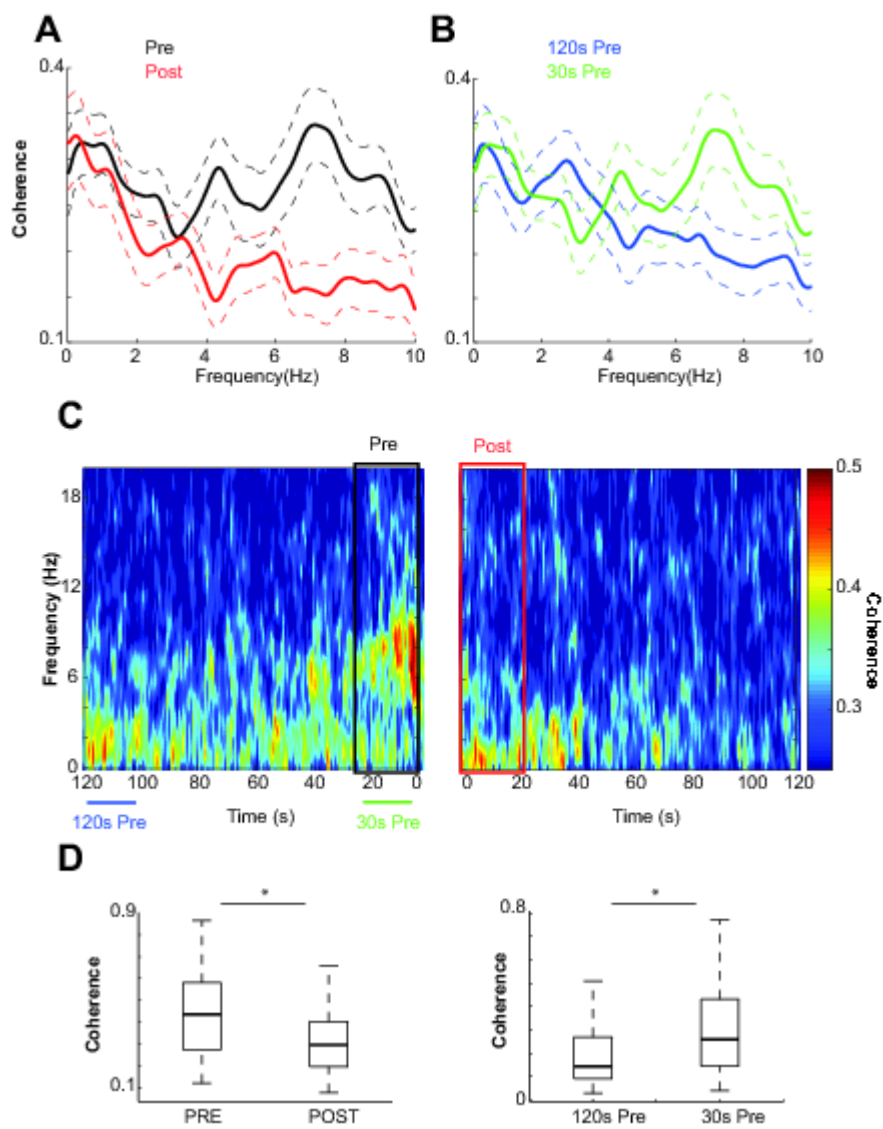 A
Pre
Post
0.4
Coherence
0.1
0 2 4 6 8 10
Frequency(Hz)
B
120s Pre
30s Pre
0.4
0.1
0 2 4 6 8 10
Frequency(Hz)
C
Pre
Post
Frequency (Hz)
18
12
6
0
120 100 80 60 40 20 0
Time (s)
120s Pre
30s Pre
0 20 40 60 80 100 120
Time (s)
0.5
0.4
0.3
Coherence
D
0.9
Coherence
0.1
PRE POST
*
0.8
Coherence
0
120s Pre 30s Pre
*